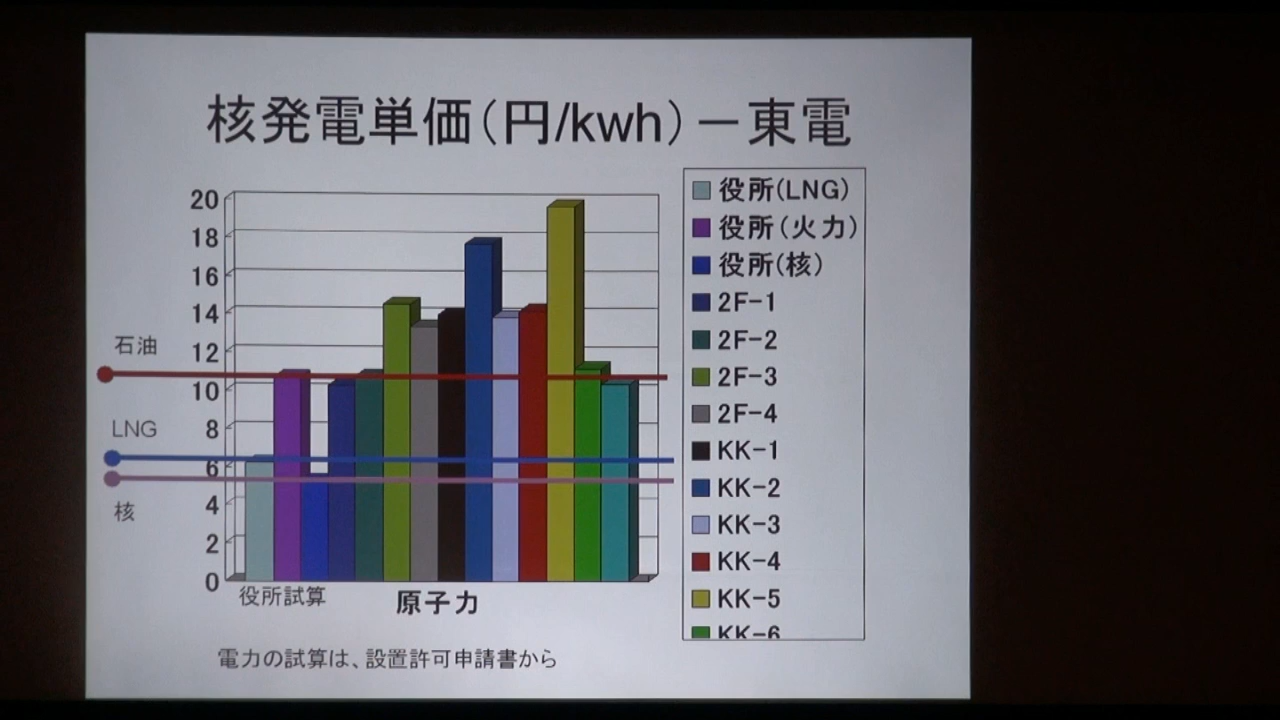 核発電単価(円/kwh)－東電
20
18
16
14
12
10
8
6
4
2
0
石油
LNG
核
役所試算
原子力
役所(LNG)
役所(火力)
役所(核)
2F-1
2F-2
2F-3
2F-4
KK-1
KK-2
KK-3
KK-4
KK-5
KK-6
電力の試算は、設置許可申請書から